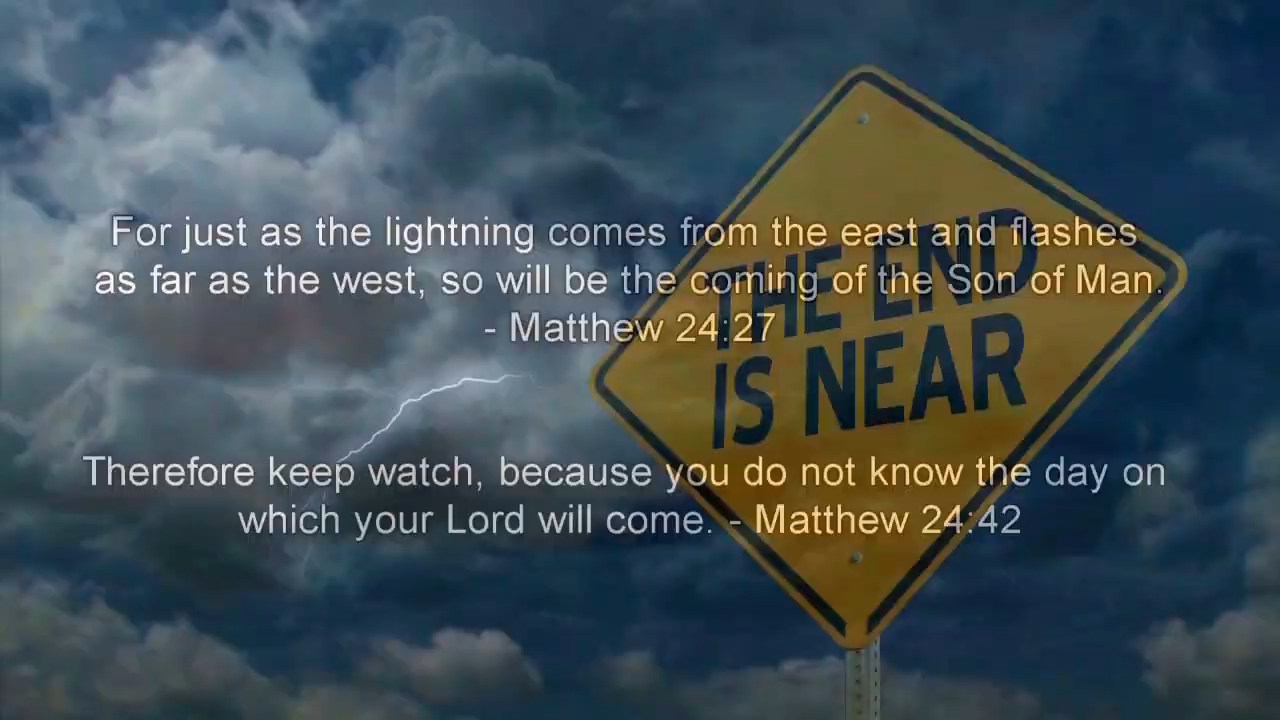 For just as the lightning comes from the east and flashes
as far as the west, so will be the coming of the Son of Man.
- Matthew 24:27
THE END
IS NEAR
Therefore keep watch, because you do not know the day on
which your Lord will come. - Matthew 24:42